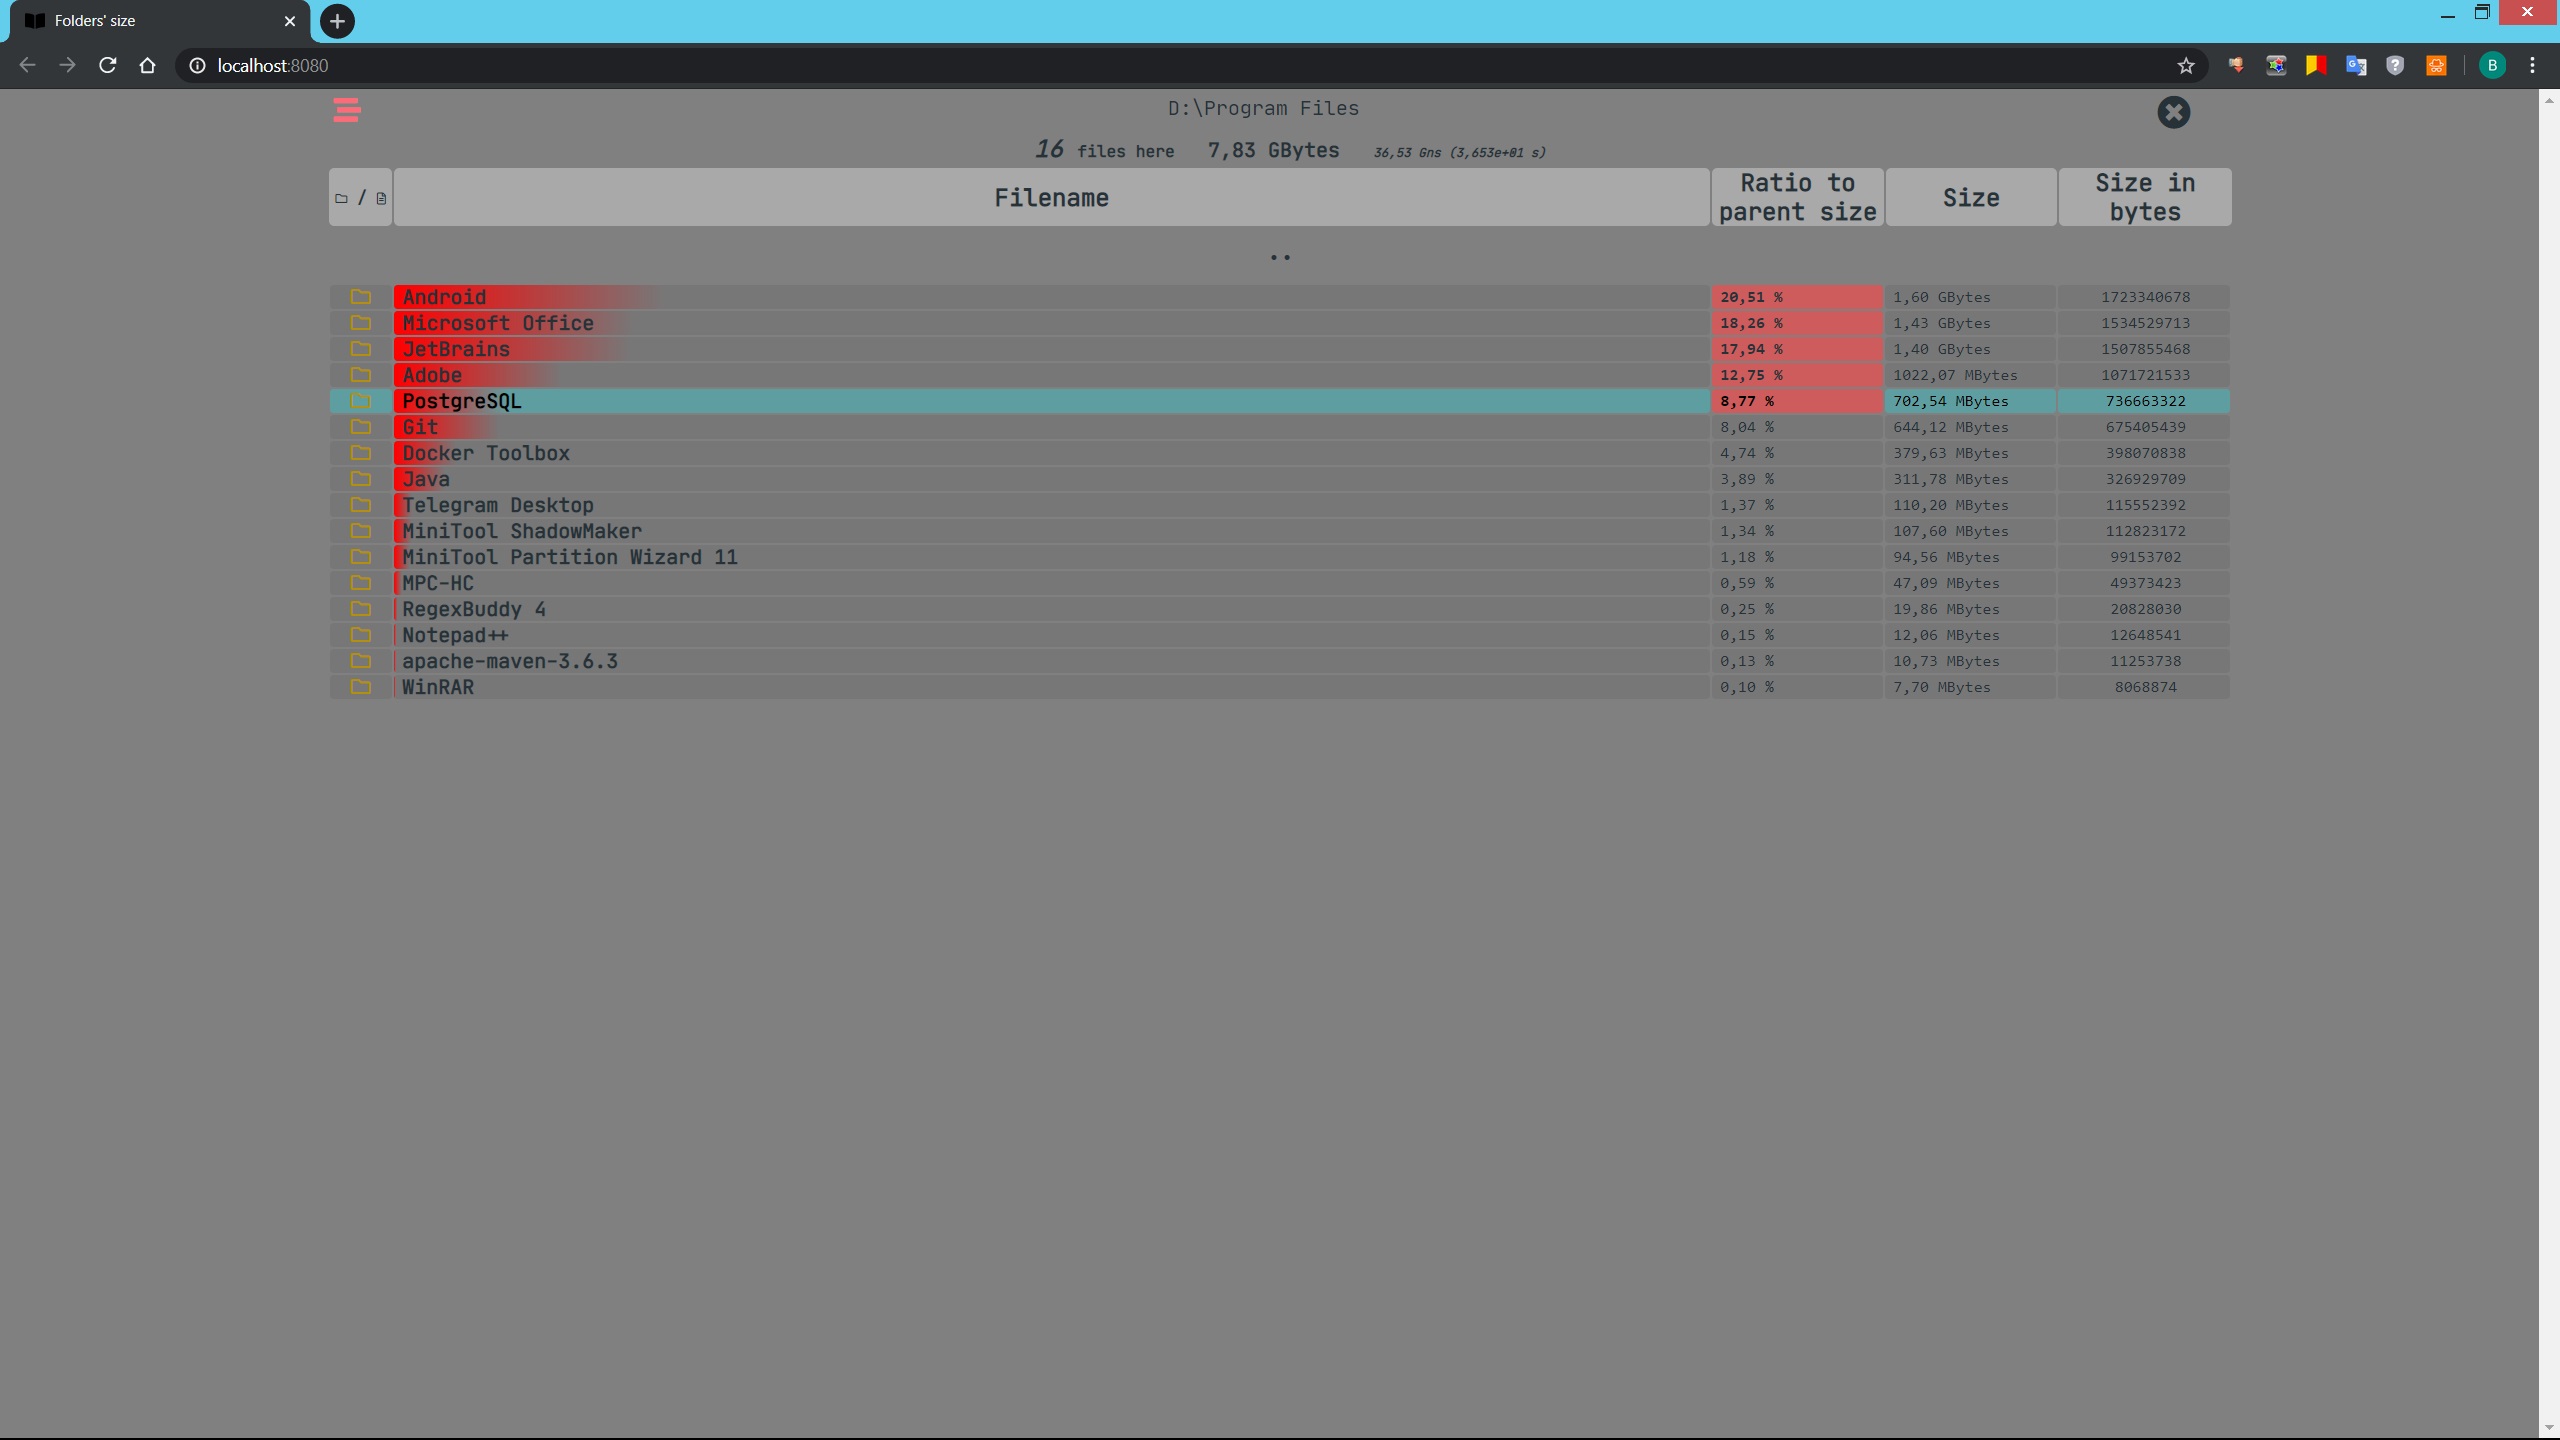 Folders' size
localhost:8080
B
D:\Program Files
16 files here 7,83 GBytes 36,53 Gns (3,653e+01 s)
/ Filename Ratio to parent size Size Size in bytes
..
Android 20,51 % 1,60 GBytes 1723340678
Microsoft Office 18,26 % 1,43 GBytes 1534529713
JetBrains 17,94 % 1,40 GBytes 1507855468
Adobe 12,75 % 1022,07 MBytes 1071721533
PostgreSQL 8,77 % 702,54 MBytes 736663322
Git 8,04 % 644,12 MBytes 675405439
Docker Toolbox 4,74 % 379,63 MBytes 398070838
Java 3,89 % 311,78 MBytes 326929709
Telegram Desktop 1,37 % 110,20 MBytes 115552392
MiniTool ShadowMaker 1,34 % 107,60 MBytes 112823172
MiniTool Partition Wizard 11 1,18 % 94,56 MBytes 99153702
MPC-HC 0,59 % 47,09 MBytes 49373423
RegexBuddy 4 0,25 % 19,86 MBytes 20828030
Notepad++ 0,15 % 12,06 MBytes 12648541
apache-maven-3.6.3 0,13 % 10,73 MBytes 11253738
WinRAR 0,10 % 7,70 MBytes 8068874